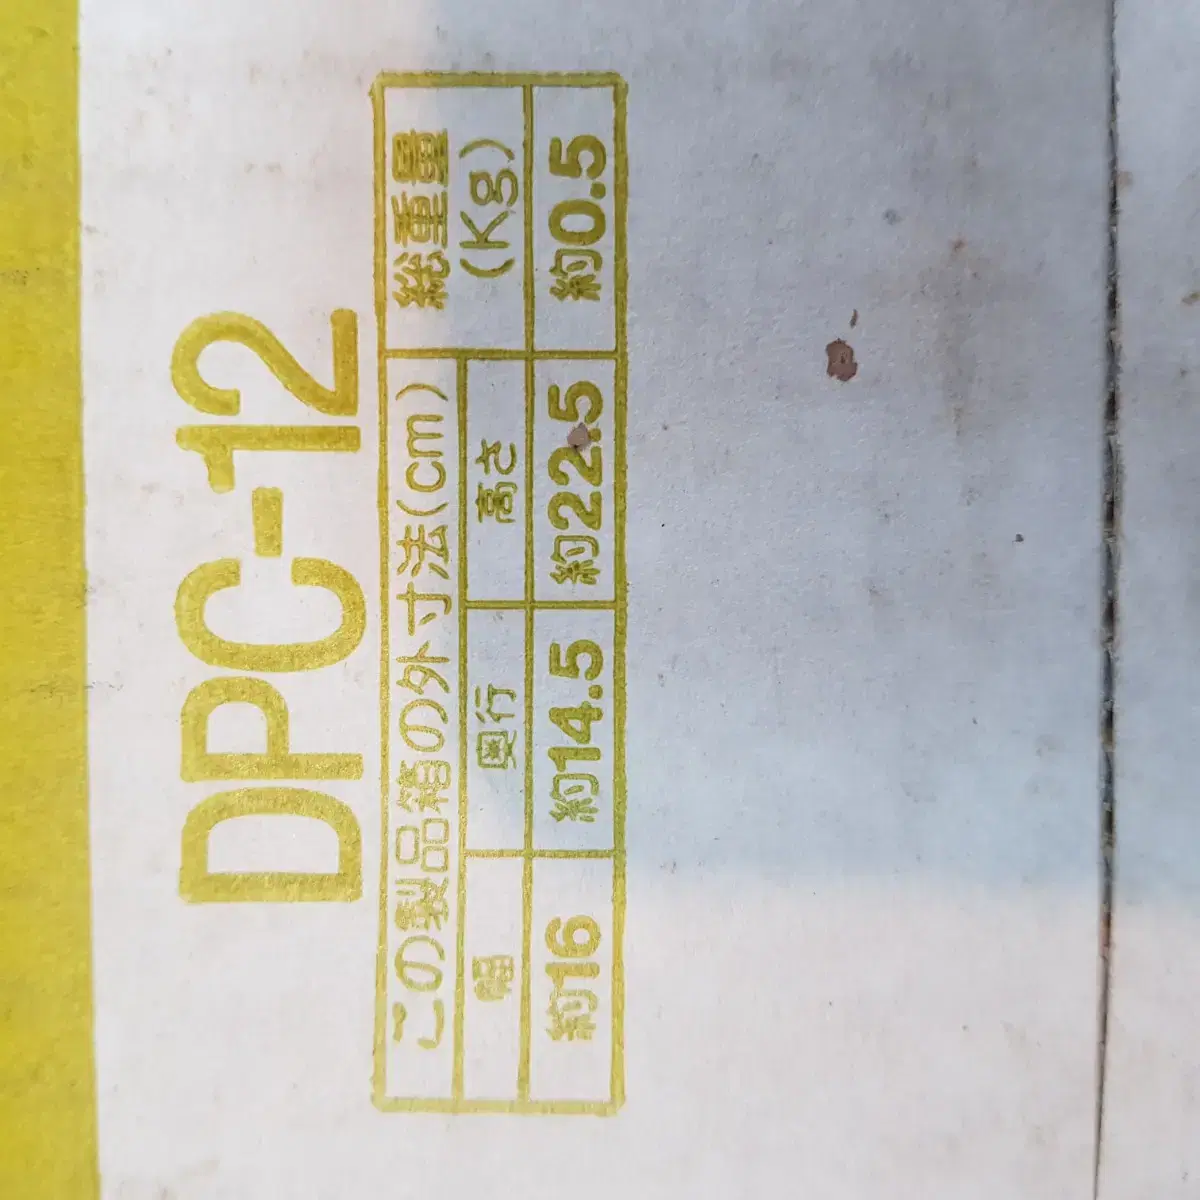 DPC-12
この製品箱の外寸法(cm) 総重量
幅 奥行 高さ (Kg)
約16 約14.5 約22.5 約0.5